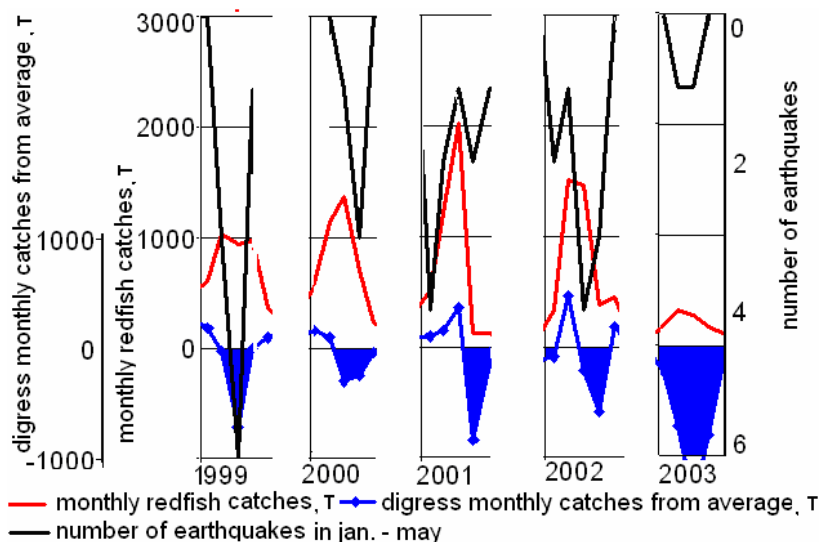 digress monthly catches from average, T
1000
0
-1000
monthly redfish catches, T
3000
2000
1000
0
1999
2000
2001
2002
2003
0
2
4
6
number of earthquakes
monthly redfish catches, T
digress monthly catches from average, T
number of earthquakes in jan. - may